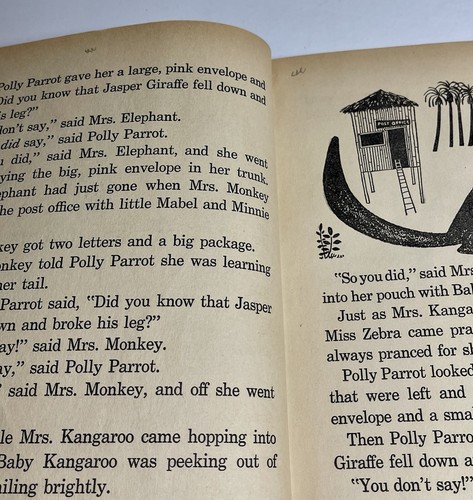 Polly Parrot gave her a large, pink envelope and
Did you know that Jasper Giraffe fell down and
his leg?"
don't say," said Mrs. Elephant.
did say," said Polly Parrot.
did," said Mrs. Elephant, and she went
ying the big, pink envelope in her trunk.
ephant had just gone when Mrs. Monkey
he post office with little Mabel and Minnie
key got two letters and a big package.
onkey told Polly Parrot she was learning
her tail.
Parrot said, "Did you know that Jasper
wn and broke his leg?"
ay!" said Mrs. Monkey.
ay," said Polly Parrot.
" said Mrs. Monkey, and off she went
le Mrs. Kangaroo came hopping into
Baby Kangaroo was peeking out of
iling brightly.
POST OFFICE
"So you did," said Mrs
into her pouch with Bab
Just as Mrs. Kanga
Miss Zebra came pra
always pranced for sh
Polly Parrot looked
that were left and
envelope and a sma
Then Polly Parro
Giraffe fell down a
"You don't say!"